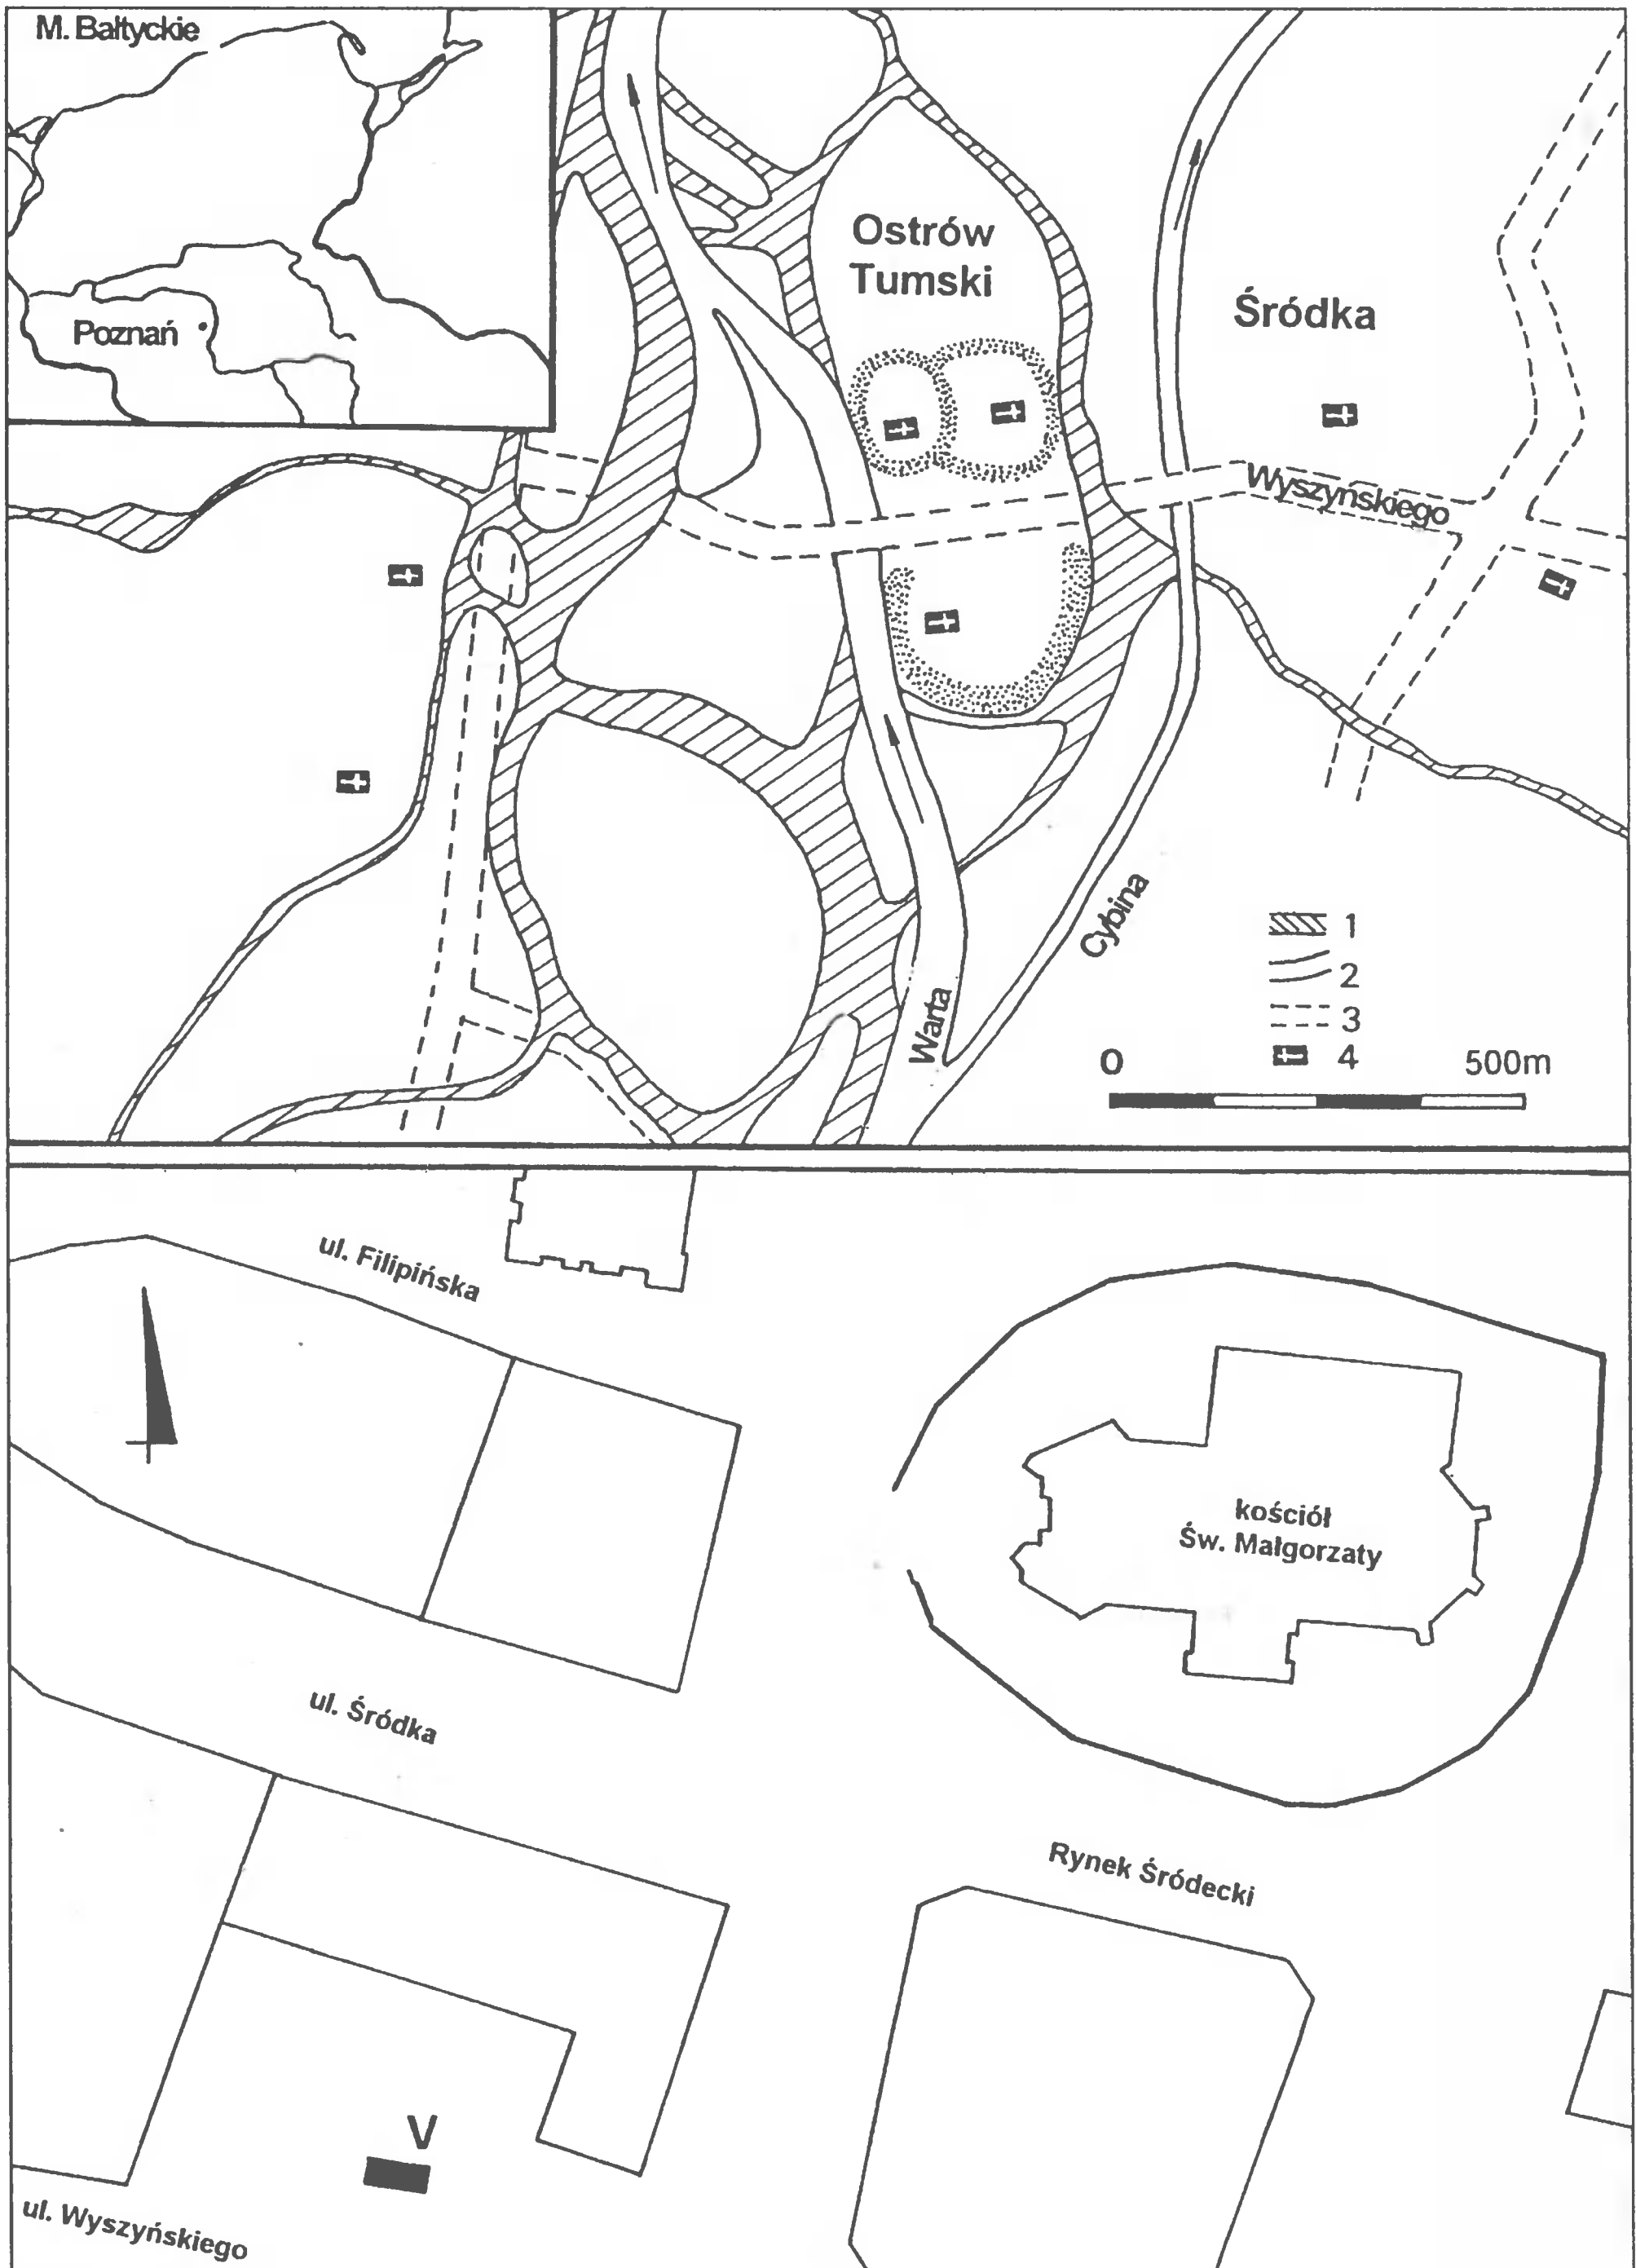 M. Bałtyckie
Poznań
Ostrów
Tumski
Śródka
Wyszyńskiego
Cybina
Warta
1
2
3
4
0 500m
ul. Filipińska
kościół
Św. Małgorzaty
ul. Śródka
Rynek Śródecki
V
ul. Wyszyńskiego